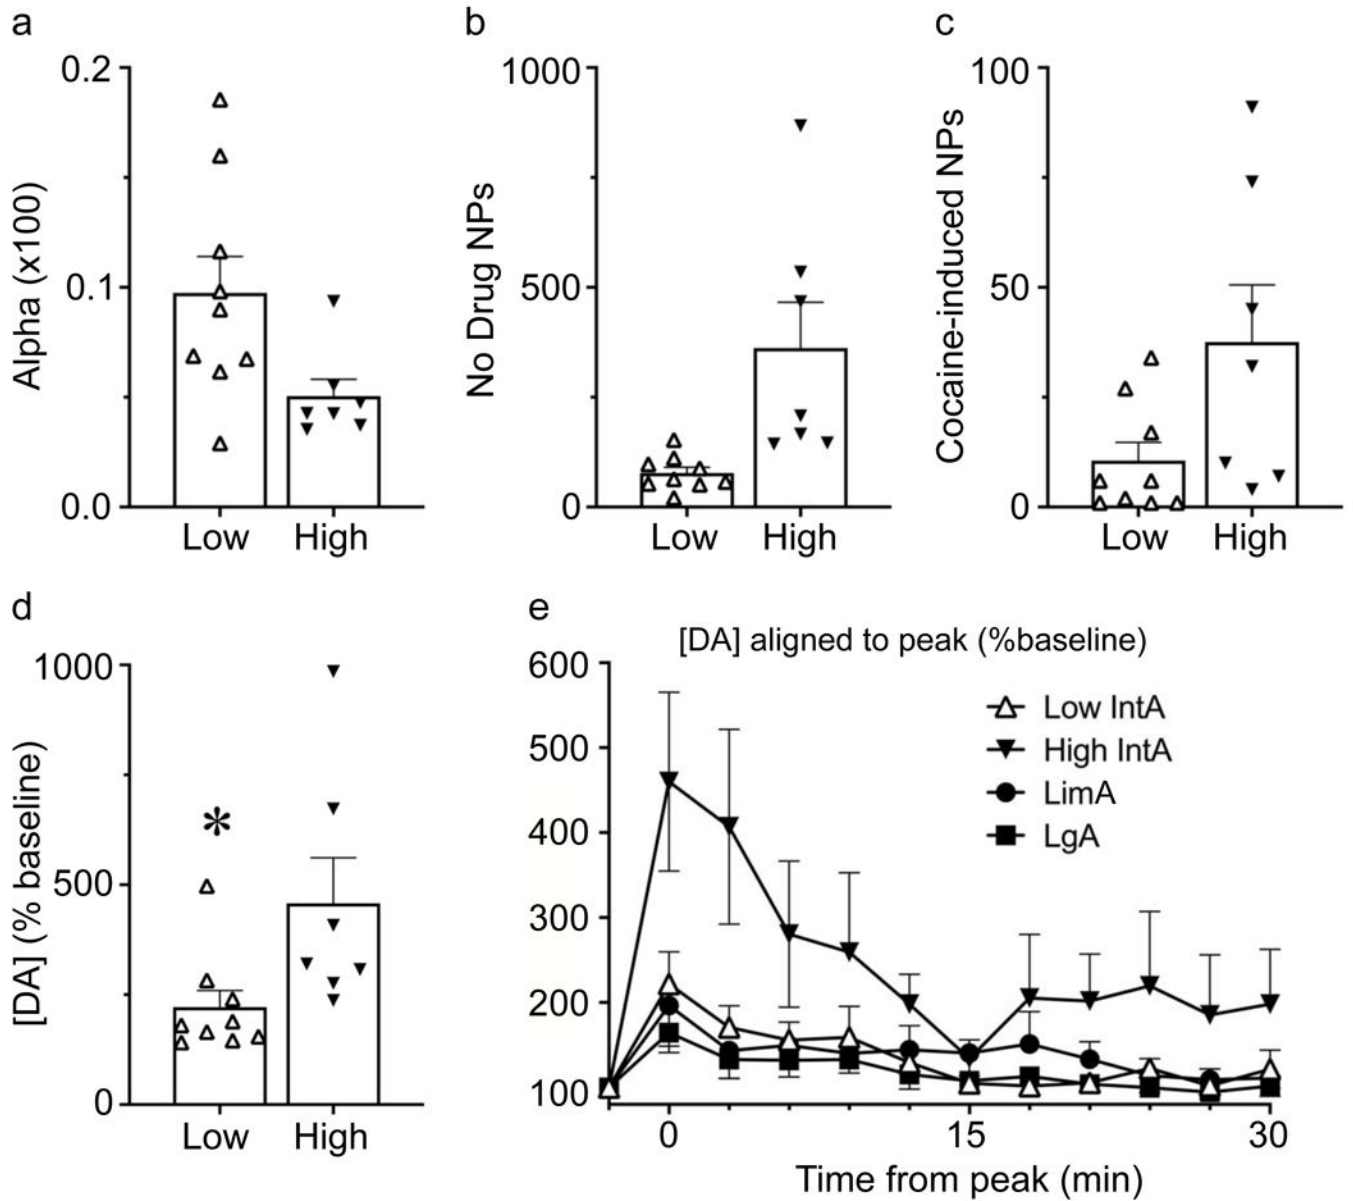 a
Alpha (x100)
0.2
0.1
0.0
Low High
b
No Drug NPs
1000
500
0
Low High
c
Cocaine-induced NPs
100
50
0
Low High
d
[DA] (% baseline)
1000
500
0
*
Low High
e
[DA] aligned to peak (%baseline)
600
500
400
300
200
100
Low IntA
High IntA
LimA
LgA
0 15 30
Time from peak (min)